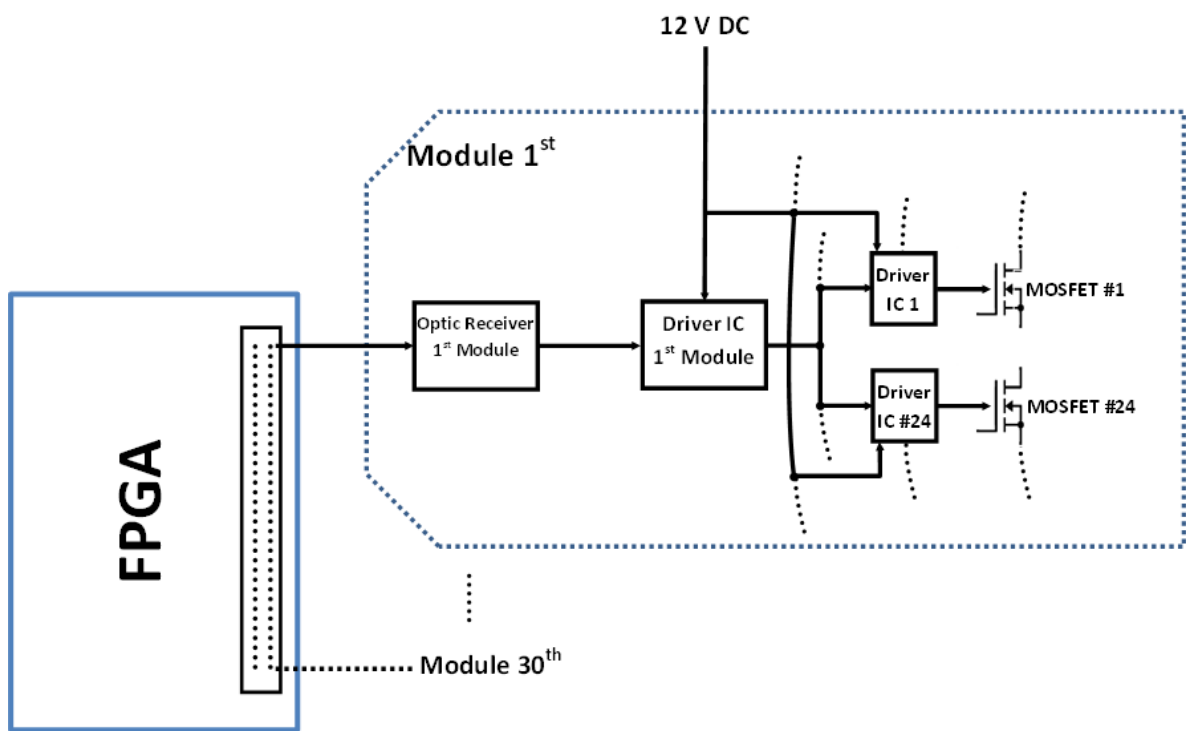 12 V DC
Module 1st
Driver
IC 1
MOSFET #1
Optic Receiver
1st Module
Driver IC
1st Module
Driver
IC #24
MOSFET #24
FPGA
Module 30th